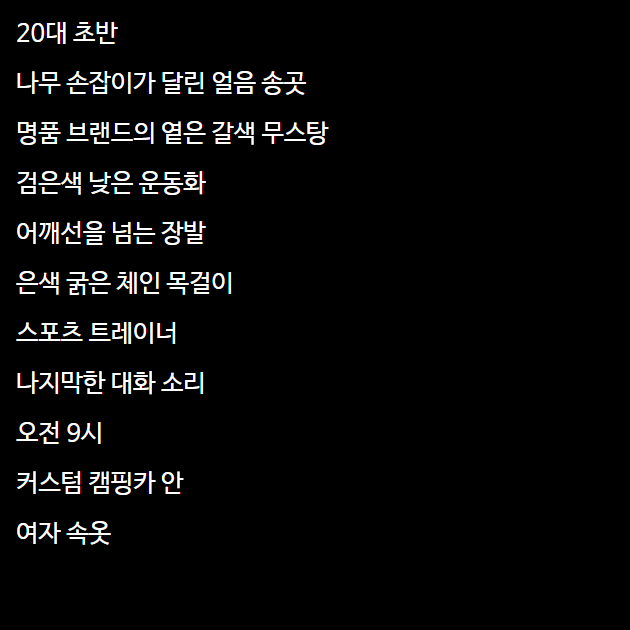 20대 초반
나무 손잡이가 달린 얼음 송곳
명품 브랜드의 옅은 갈색 무스탕
검은색 낮은 운동화
어깨선을 넘는 장발
은색 굵은 체인 목걸이
스포츠 트레이너
나지막한 대화 소리
오전 9시
커스텀 캠핑카 안
여자 속옷